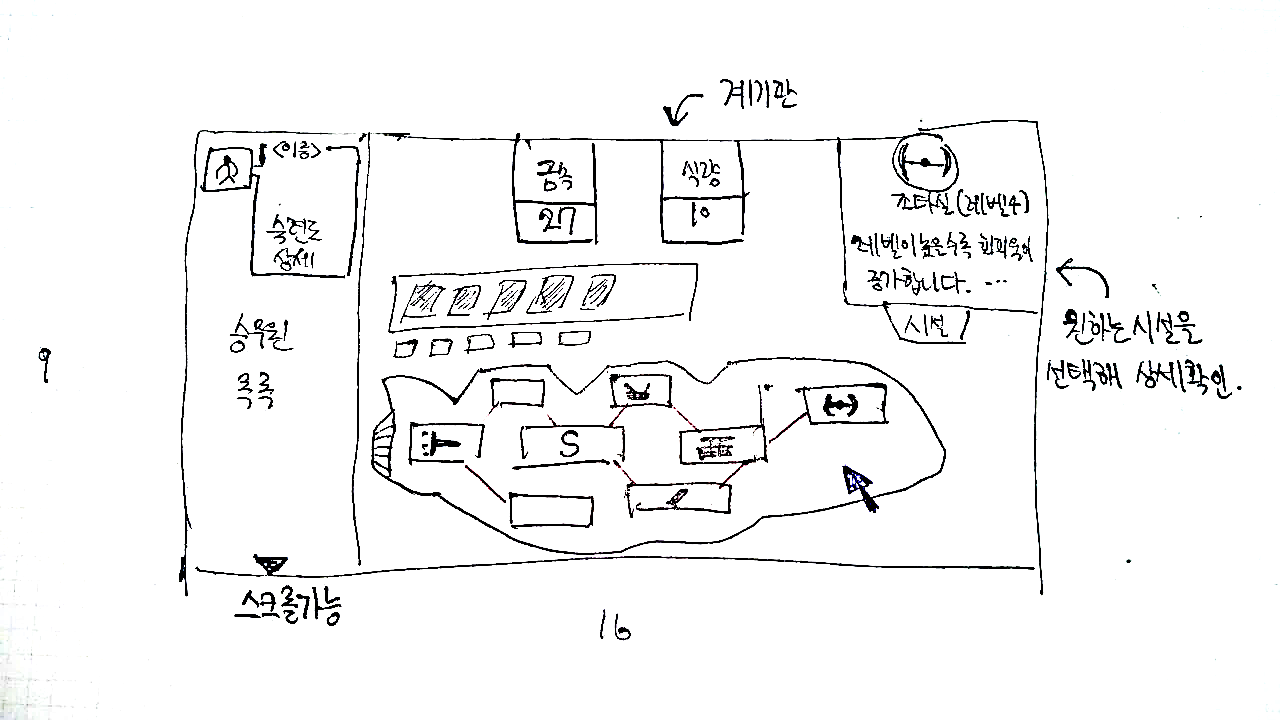 계기판
<이름>
숙련도
상세
승무원
목록
스크롤가능
금속
27
식량
10
조타실(레벨4)
레벨이 높을수록 회피율이
증가합니다. ...
시설
원하는 시설을
선택해 상세확인.
S
9
16